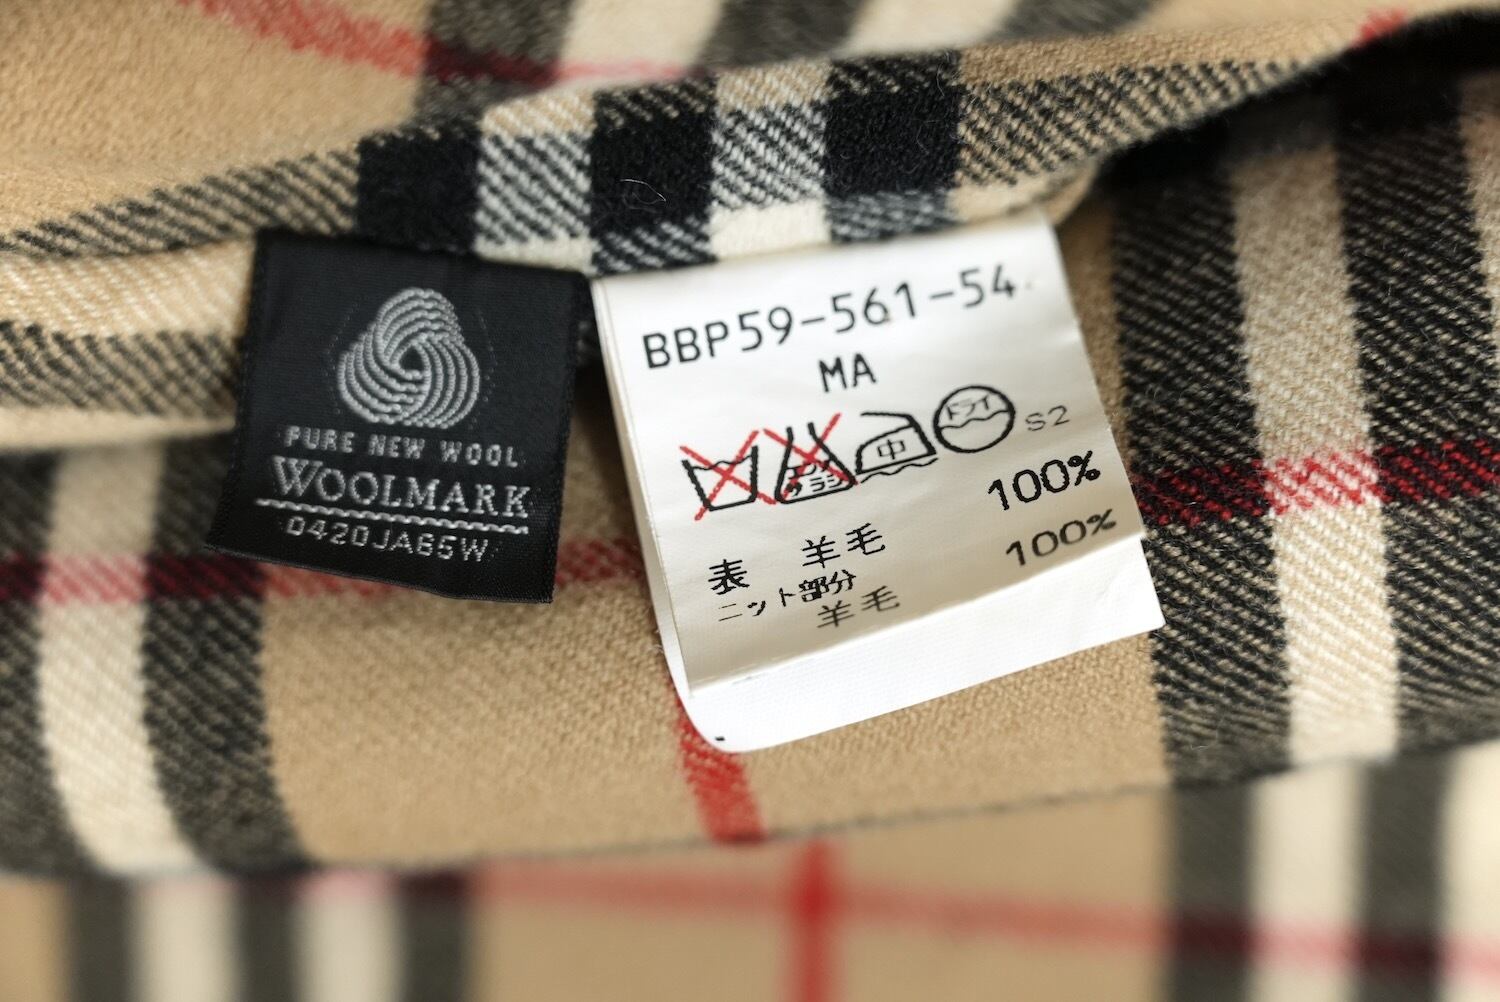 PURE NEW WOOL
WOOLMARK
0420JA65W
BBP59-561-54
MA
中 ドライ S2
100%
表 羊毛
100%
ニット部分
羊毛